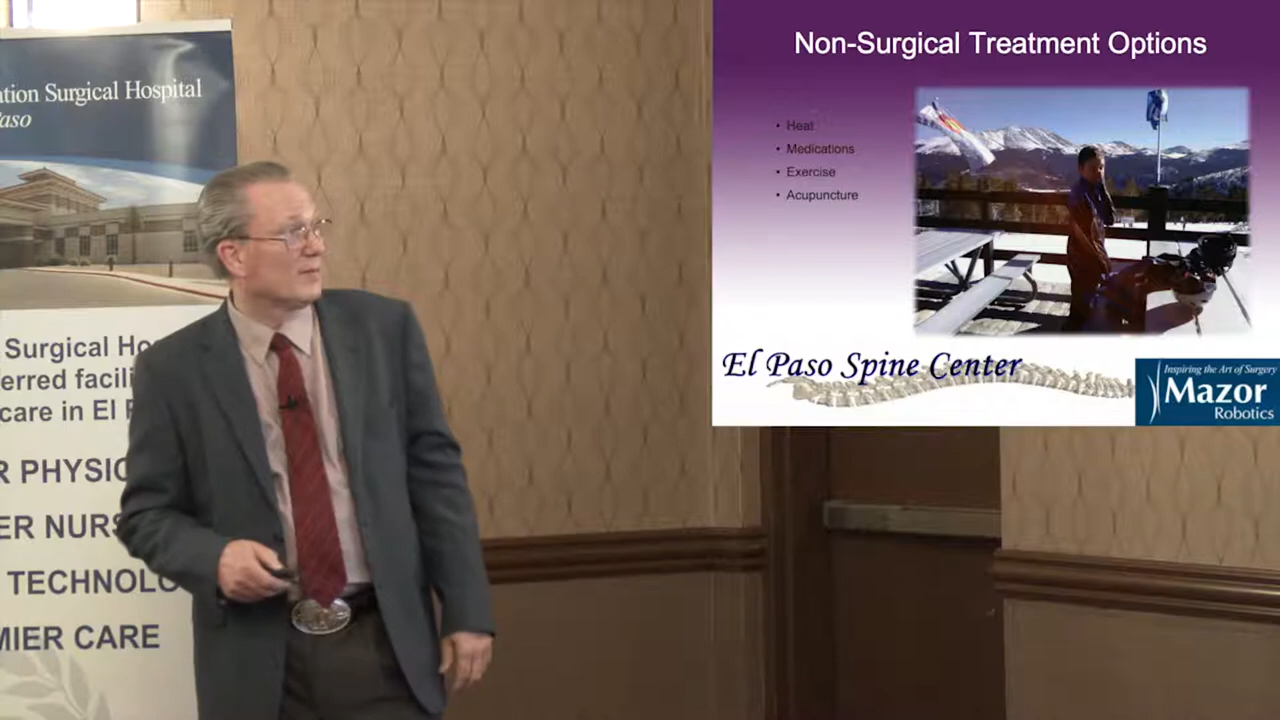 ation Surgical Hospital
aso
Surgical Ho
erred facili
care in El P
R PHYSIC
ER NURS
TECHNOLO
MIER CARE
Non-Surgical Treatment Options
• Heat
• Medications
• Exercise
• Acupuncture
El Paso Spine Center
Inspiring the Art of Surgery
Mazor
Robotics